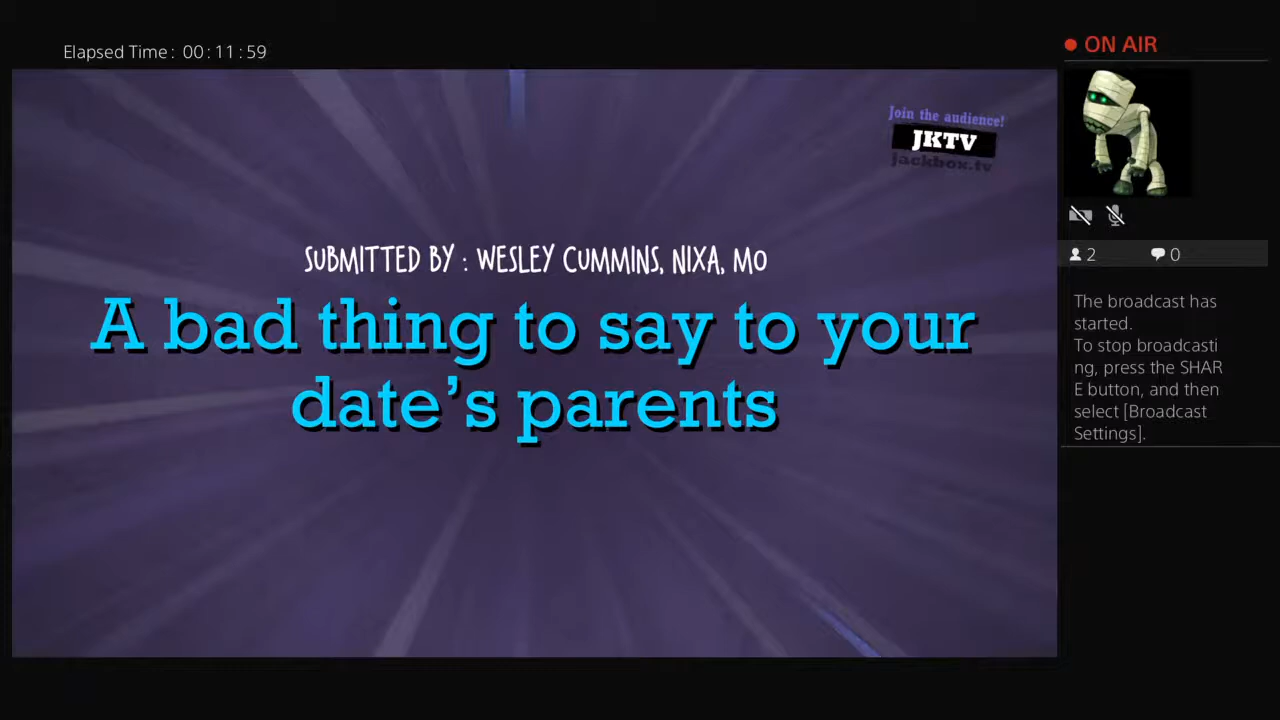 Elapsed Time: 00:11:59
ON AIR
Join the audience!
JKTV
jackbox.tv
SUBMITTED BY : WESLEY CUMMINS, NIXA, MO
A bad thing to say to your
date's parents
2
0
The broadcast has
started.
To stop broadcasti
ng, press the SHAR
E button, and then
select [Broadcast
Settings].